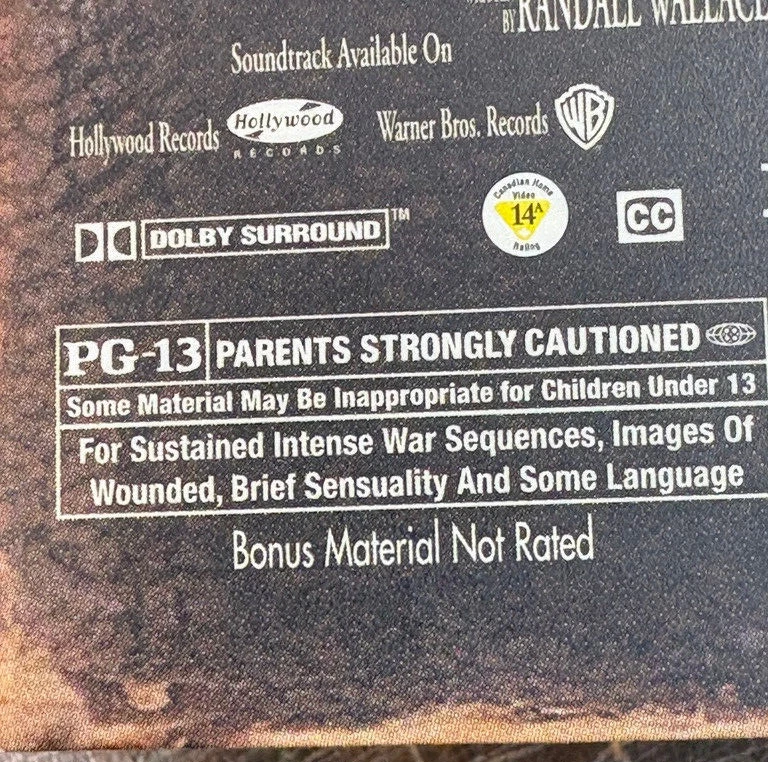 BY RANDALL WALLACE
Soundtrack Available On
Hollywood Records Hollywood RECORDS Warner Bros. Records WB
DOLBY SURROUND™
Canadian Home
Video
14A
Rating
CC
PG-13 PARENTS STRONGLY CAUTIONED
Some Material May Be Inappropriate for Children Under 13
For Sustained Intense War Sequences, Images Of
Wounded, Brief Sensuality And Some Language
Bonus Material Not Rated